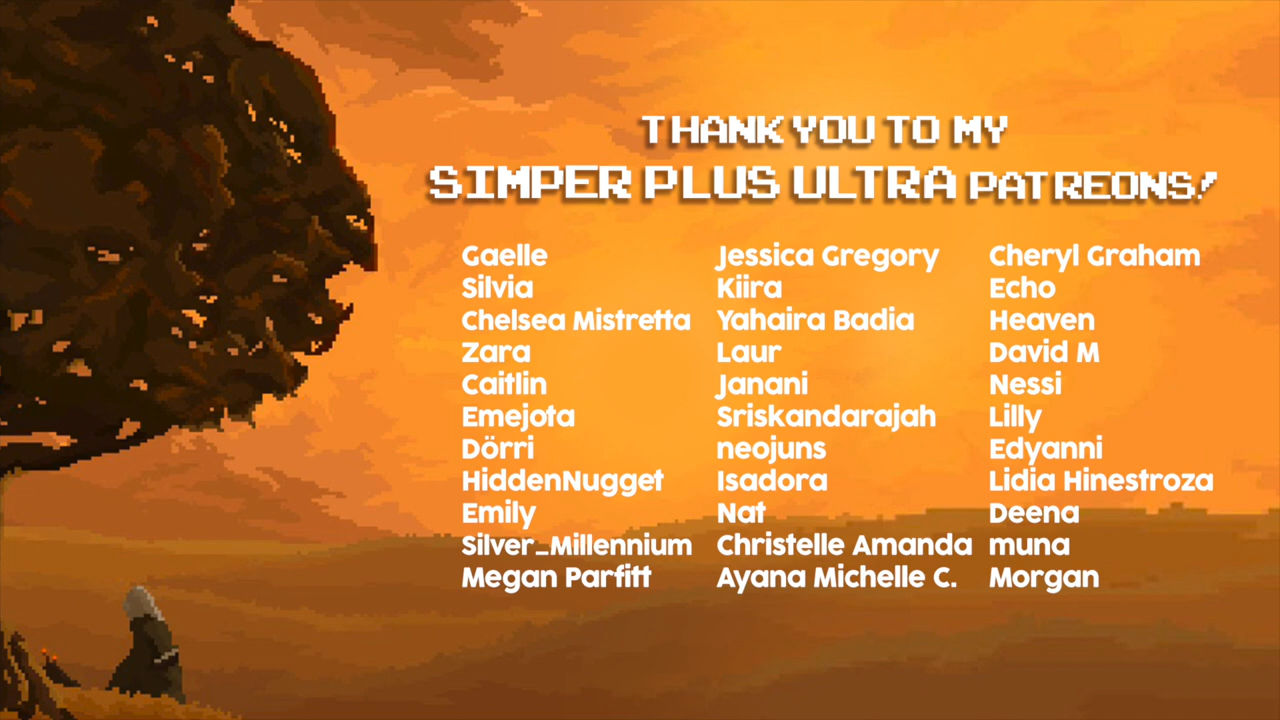 THANK YOU TO MY
SIMPER PLUS ULTRA PATREONS!
Gaelle
Silvia
Chelsea Mistretta
Zara
Caitlin
Emejota
Dörri
HiddenNugget
Emily
Silver_Millennium
Megan Parfitt
Jessica Gregory
Kiira
Yahaira Badia
Laur
Janani
Sriskandarajah
neojuns
Isadora
Nat
Christelle Amanda
Ayana Michelle C.
Cheryl Graham
Echo
Heaven
David M
Nessi
Lilly
Edyanni
Lidia Hinestroza
Deena
muna
Morgan